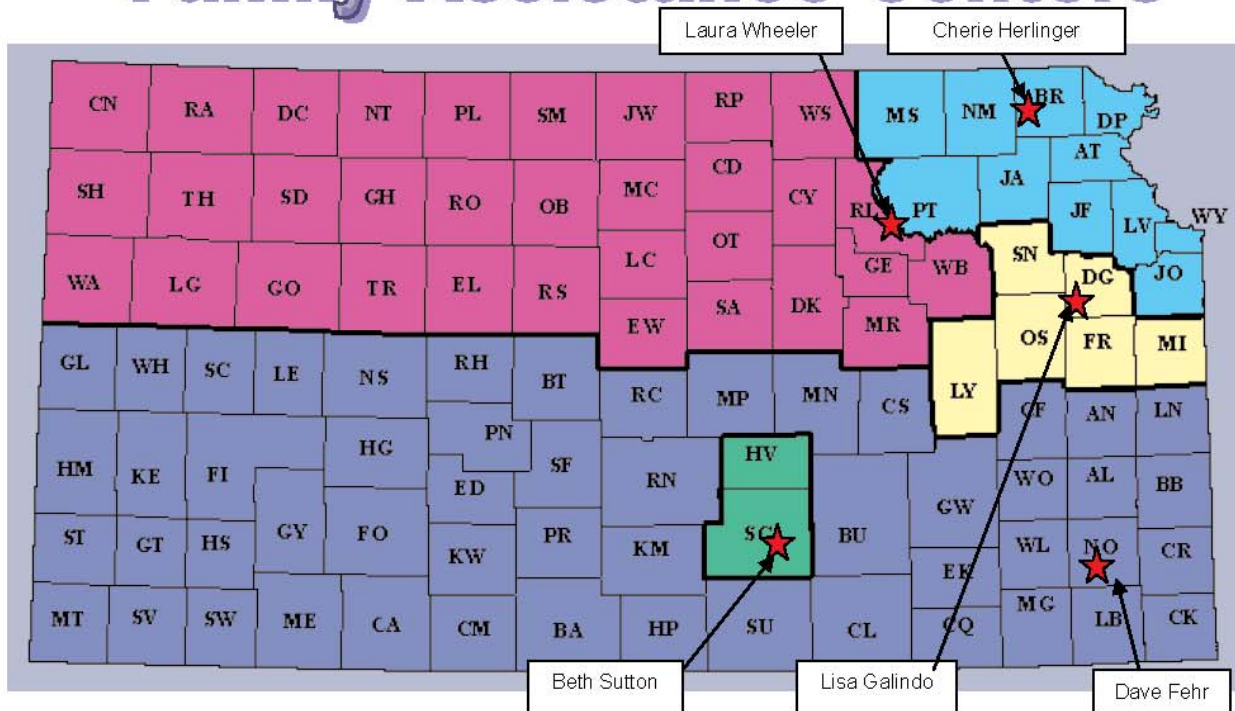 Family Assistance Centers
Laura Wheeler
Cherie Herlinger
CN RA DC NT PL SM JW RP WS MS NM BR DP
AT
SH TH SD GH RO OB MC CD CY RL PT JA JF LV WY
WA LG GO TR EL RS LC OT GE WB SN DG JO
EW SA DK MR OS FR MI
GL WH SC LE NS RH BT RC MP MN CS LY CF AN LN
HM KE FI HG PN ED SF RN HV GW WO AL BB
ST GT HS GY FO KW PR KM SG BU EK WL NO CR
MT SV SW ME CA CM BA HP SU CL CQ MG LB CK
Beth Sutton
Lisa Galindo
Dave Fehr